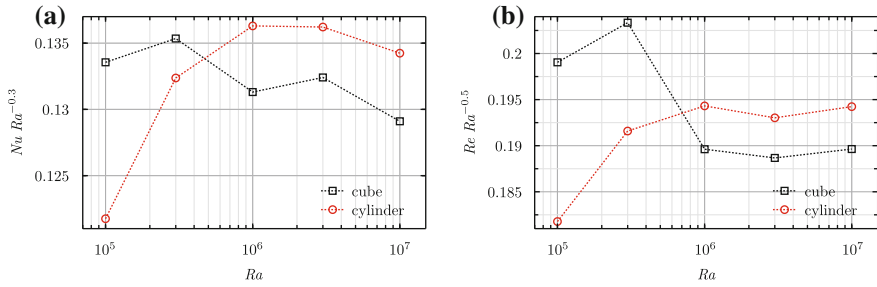 (a)
0.135
0.13
0.125
Nu Ra^−0.3
cube
cylinder
10^5
10^6
10^7
Ra
(b)
0.2
0.195
0.19
0.185
Re Ra^−0.5
cube
cylinder
10^5
10^6
10^7
Ra